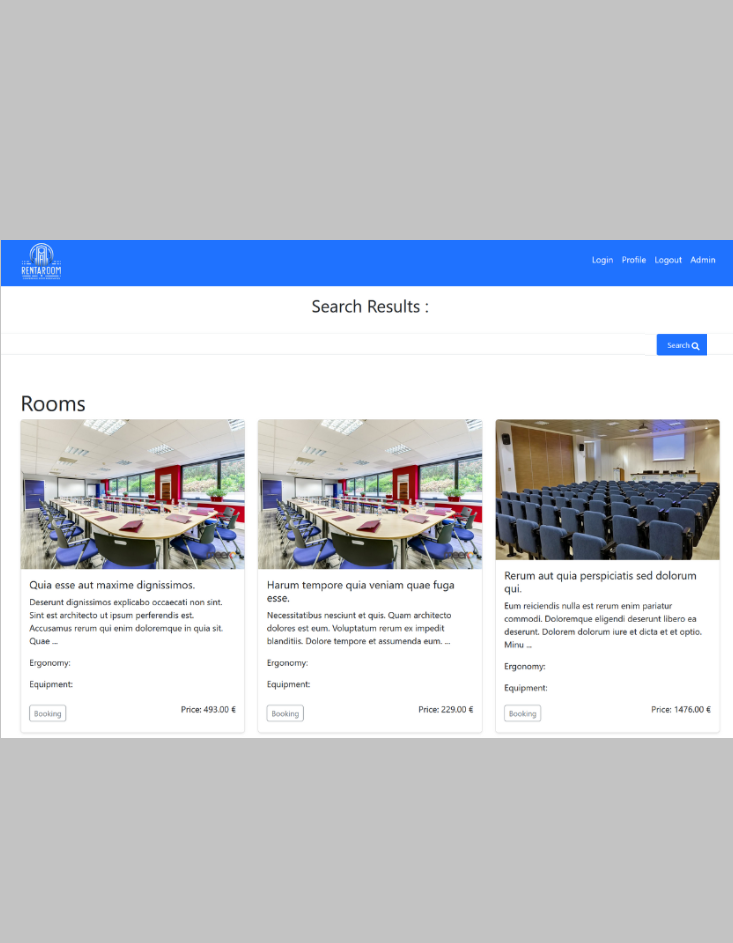 RENTAROOM
Login Profile Logout Admin
Search Results :
Search
Rooms
Quia esse aut maxime dignissimos.
Deserunt dignissimos explicabo occaecati non sint.
Sint est architecto ut ipsum perferendis est.
Accusamus rerum qui enim doloremque in quia sit.
Quae ...
Ergonomy:
Equipment:
Booking
Price: 493.00 €
Harum tempore quia veniam quae fuga
esse.
Necessitatibus nesciunt et quis. Quam architecto
dolores est eum. Voluptatum rerum ex impedit
blanditiis. Dolore tempore et assumenda eum. ...
Ergonomy:
Equipment:
Booking
Price: 229.00 €
Rerum aut quia perspiciatis sed dolorum
qui.
Eum reiciendis nulla est rerum enim pariatur
commodi. Doloremque eligendi deserunt libero ea
deserunt. Dolorem dolorum iure et dicta et et optio.
Minu ...
Ergonomy:
Equipment:
Booking
Price: 1476.00 €